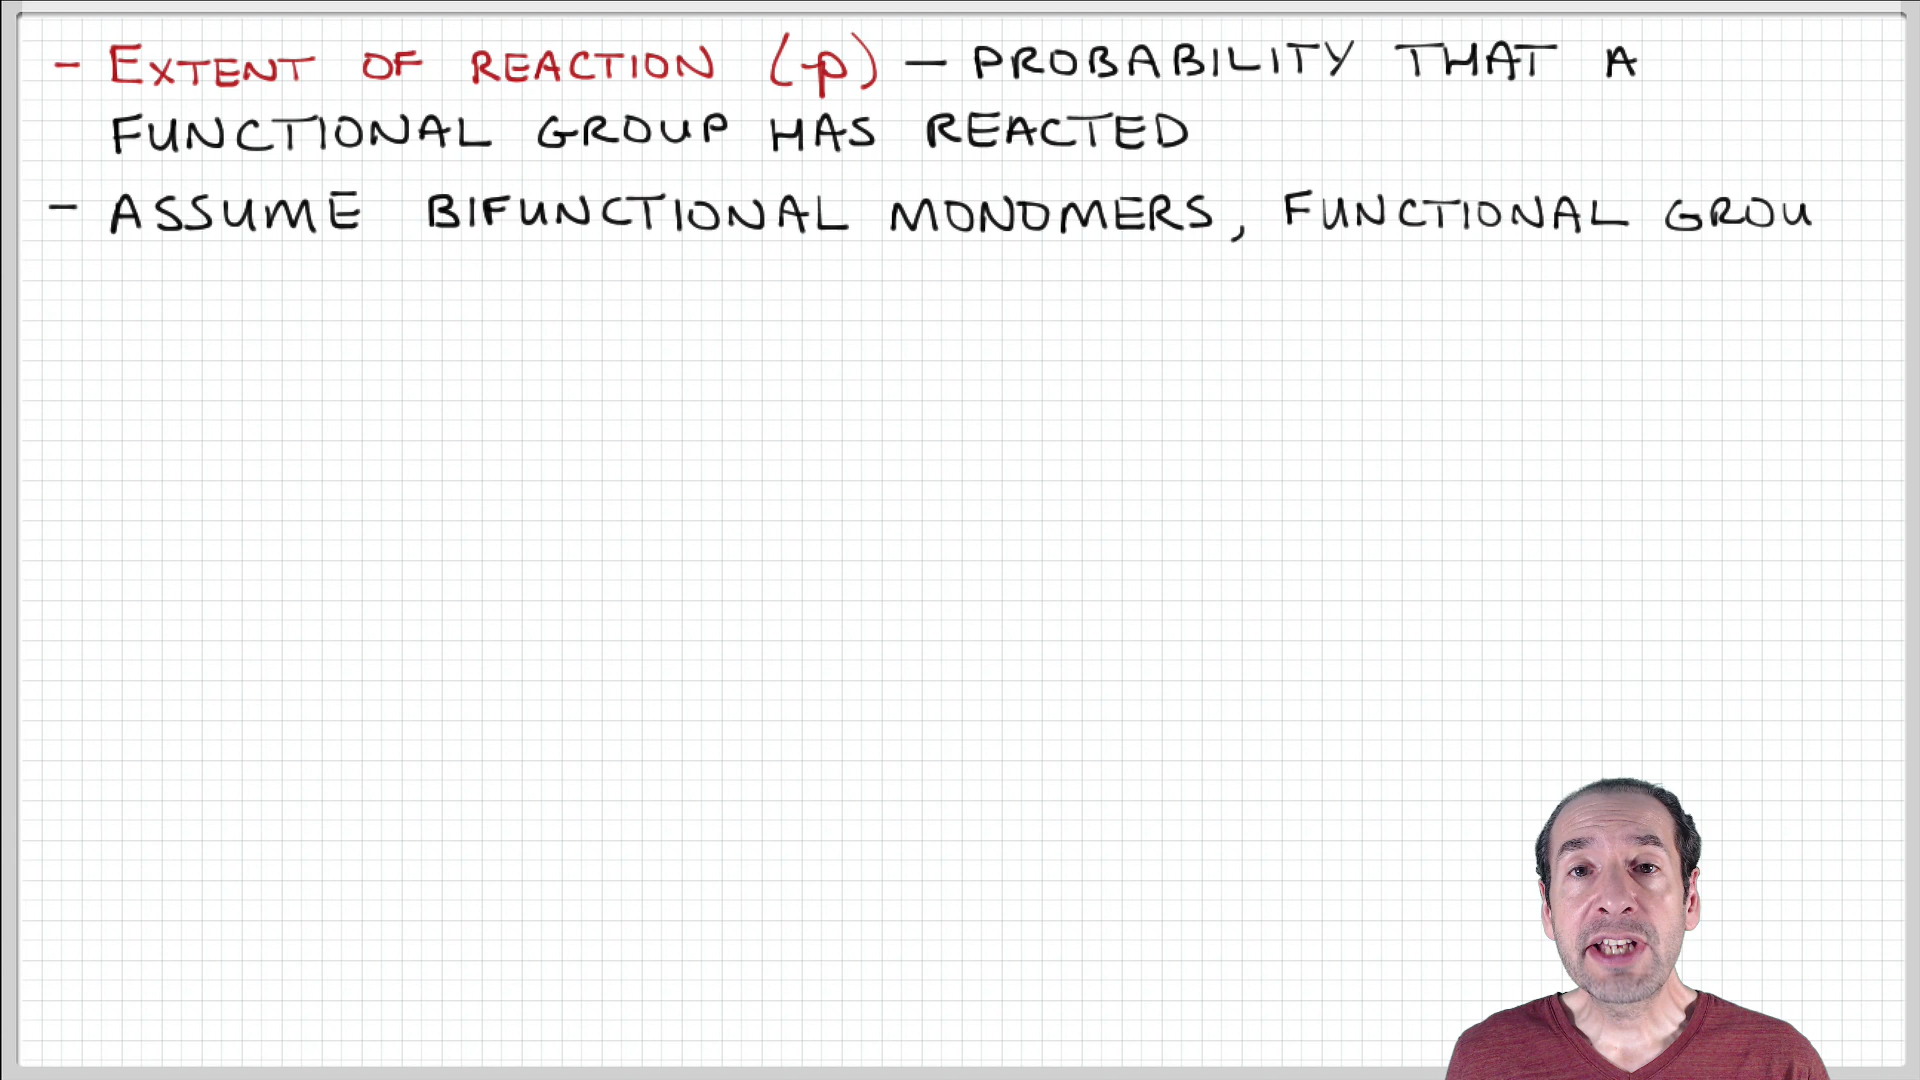 - EXTENT OF REACTION (p) - PROBABILITY THAT A
FUNCTIONAL GROUP HAS REACTED
- ASSUME BIFUNCTIONAL MONOMERS, FUNCTIONAL GROU